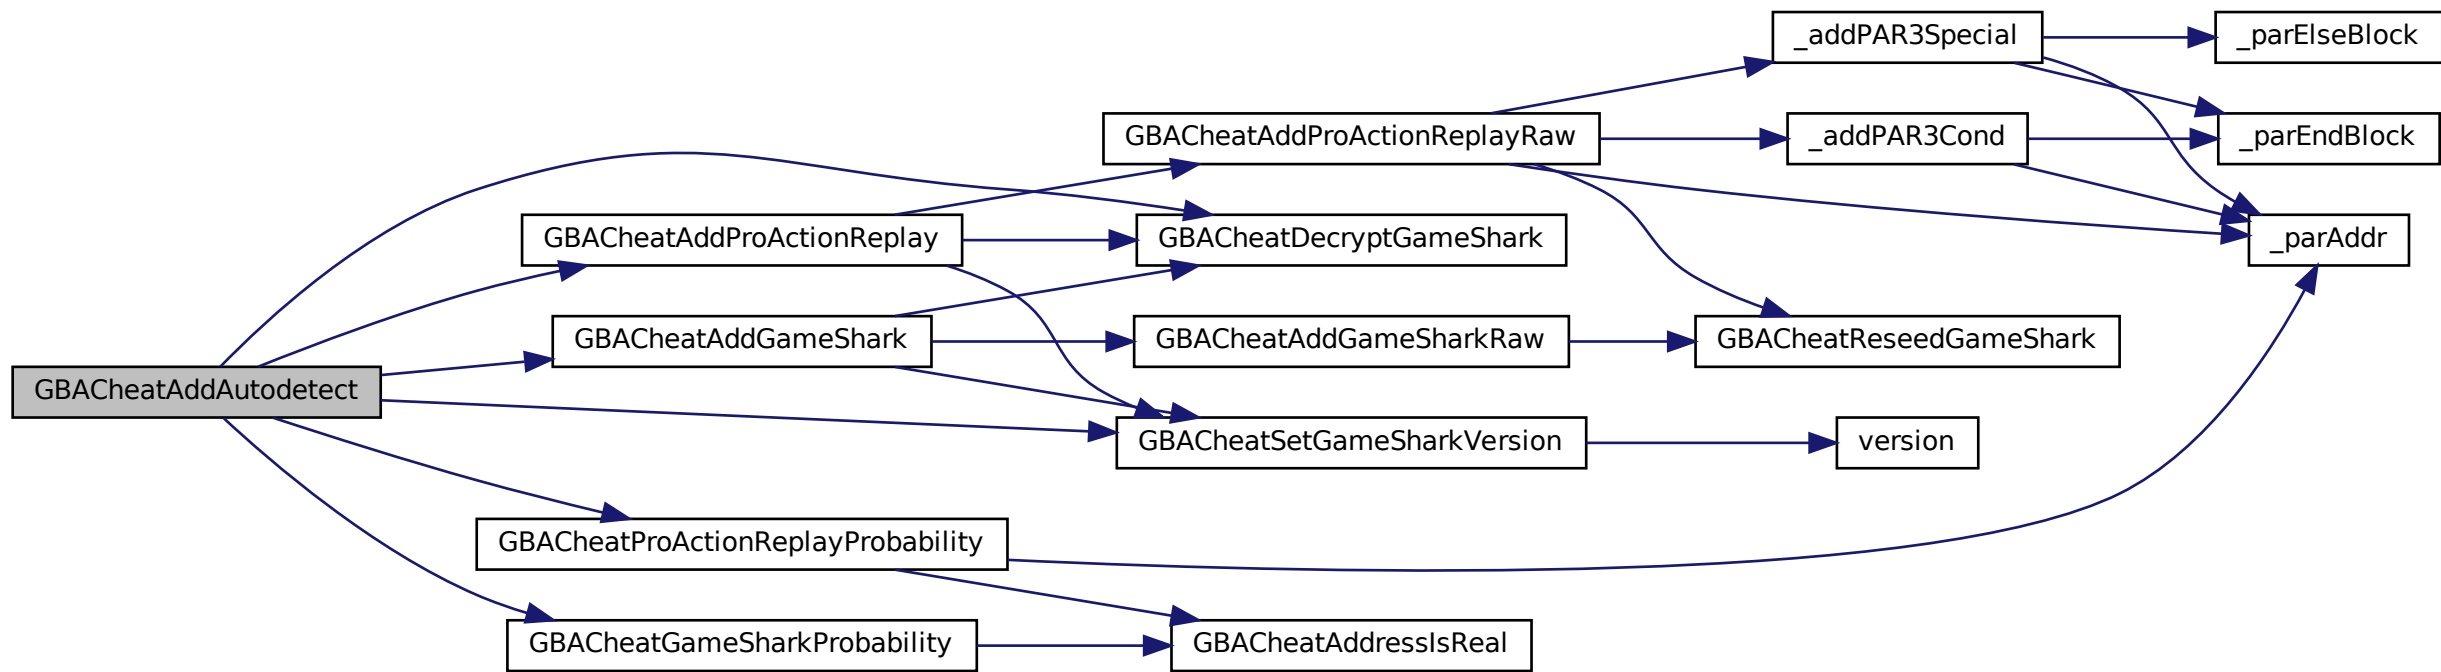 _addPAR3Special
_parElseBlock
GBACheatAddProActionReplayRaw
_addPAR3Cond
_parEndBlock
GBACheatAddProActionReplay
GBACheatDecryptGameShark
_parAddr
GBACheatAddGameShark
GBACheatAddGameSharkRaw
GBACheatReseedGameShark
GBACheatAddAutodetect
GBACheatSetGameSharkVersion
version
GBACheatProActionReplayProbability
GBACheatGameSharkProbability
GBACheatAddressIsReal